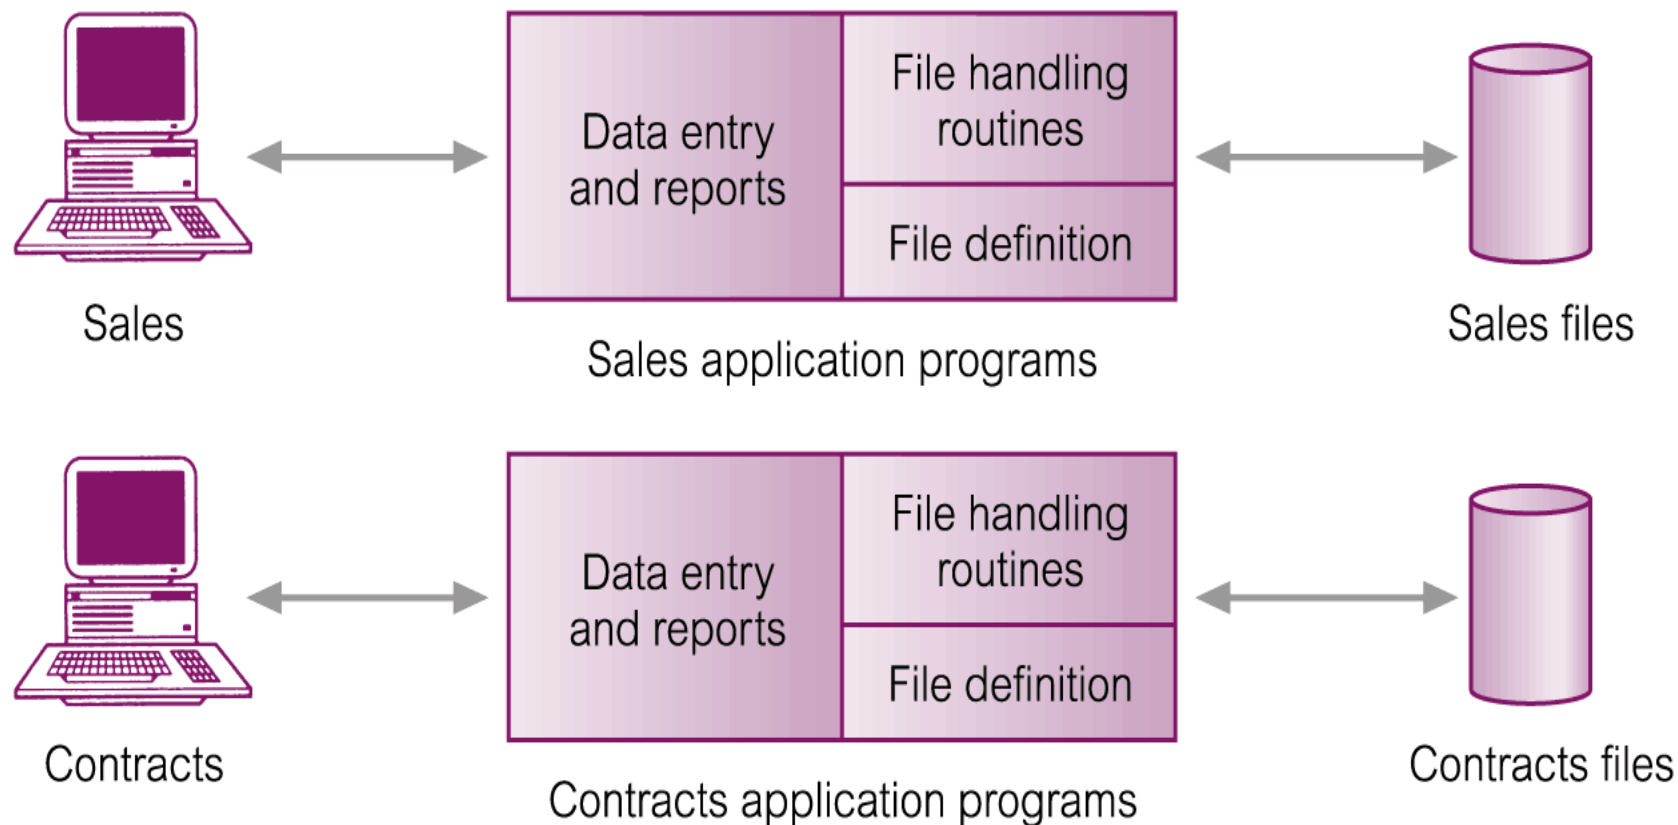 Data entry
and reports
File handling
routines
File definition
Sales
Sales application programs
Sales files
Data entry
and reports
File handling
routines
File definition
Contracts
Contracts application programs
Contracts files